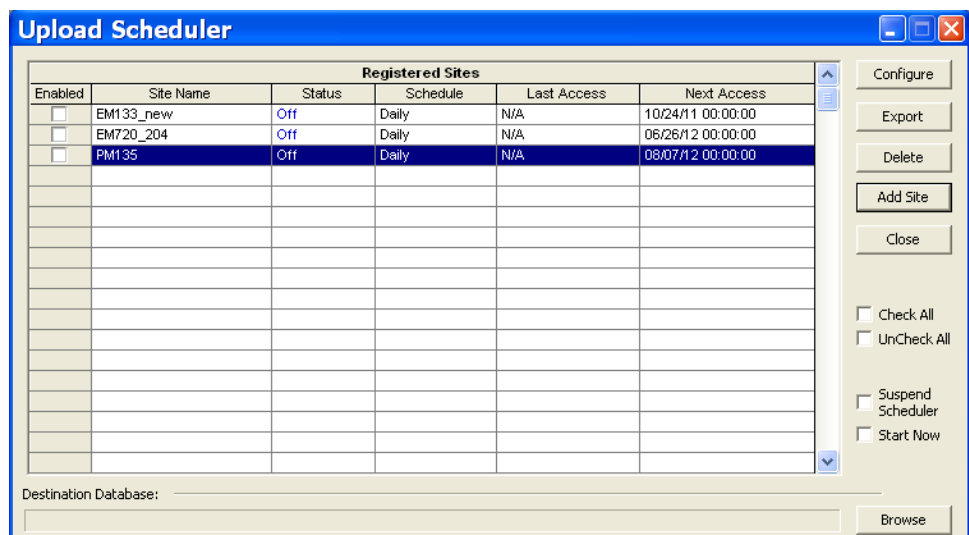 Upload Scheduler
Registered Sites
Enabled Site Name Status Schedule Last Access Next Access
EM133_new Off Daily N/A 10/24/11 00:00:00
EM720_204 Off Daily N/A 06/26/12 00:00:00
PM135 Off Daily N/A 08/07/12 00:00:00
Configure
Export
Delete
Add Site
Close
Check All
UnCheck All
Suspend
Scheduler
Start Now
Destination Database:
Browse